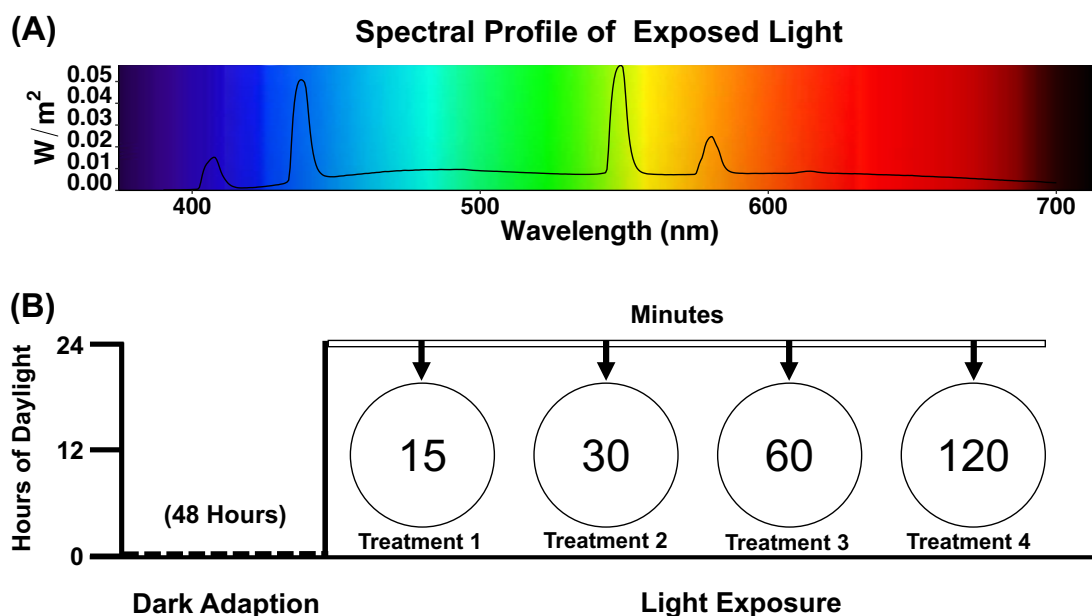 (A)
Spectral Profile of Exposed Light
W/m²
0.05
0.04
0.03
0.02
0.01
0.00
400 500 600 700
Wavelength (nm)
(B)
Minutes
Hours of Daylight
24
12
0
(48 Hours)
15 30 60 120
Treatment 1 Treatment 2 Treatment 3 Treatment 4
Dark Adaption Light Exposure